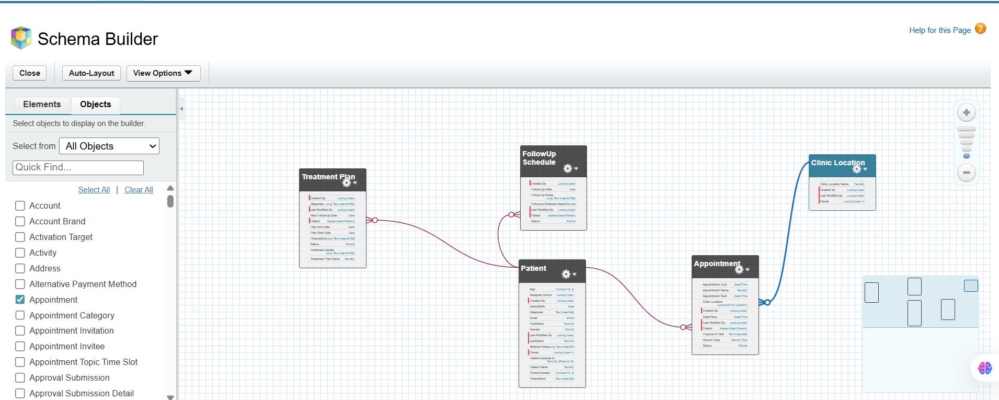 Schema Builder
Help for this Page
?
Close
Auto-Layout
View Options
Elements
Objects
Select objects to display on the builder.
Select from
All Objects
Quick Find...
Select All | Clear All
Account
Account Brand
Activation Target
Activity
Address
Alternative Payment Method
Appointment
Appointment Category
Appointment Invitation
Appointment Invitee
Appointment Topic Time Slot
Approval Submission
Approval Submission Detail
Treatment Plan
Created By Lookup(User)
Diagnosis Long Text Area(32768)
Last Modified By Lookup(User)
Next FollowUp Date Date
Patient Master-Detail(Patient)
Plan End Date Date
Plan Start Date Date
Prescription Long Text Area(32768)
Status Picklist
Treatment Details
Long Text Area(32768)
Treatment Plan Name Text(80)
FollowUp
Schedule
Created By Lookup(User)
Follow-Up Date Date
Follow-Up Notes
Long Text Area(32768)
FollowUp Schedule Name Text(80)
Last Modified By Lookup(User)
Patient Master-Detail(Patient)
Status Picklist
Patient
Age Number(18, 0)
Assigned Doctor Lookup(User)
Created By Lookup(User)
DateofBirth Date
Diagnosis Text Area(255)
Email Email
FirstName Text(40)
Gender Picklist
Last Modified By Lookup(User)
LastName Text(40)
Medical Notes Long Text Area(327
Owner Lookup(User+1)
Patient External Id
Text(40) (External ID)
Patient Name Text(80)
Phone Number Number(10, 0)
Prescription Text Area(255)
Appointment
Appointment_End Date/Time
Appointment Name Text(80)
Appointment Start Date/Time
Clinic Location
Lookup(Clinic Location)
Created By Lookup(User)
Date/Time Date/Time
Last Modified By Lookup(User)
Patient Master-Detail(Patient)
Purpose of Visit Text Area(255)
Record Type Record Type
Status Picklist
Clinic Location
Clinic Location Name Text(80)
Created By Lookup(User)
Last Modified By Lookup(User)
Owner Lookup(User+1)